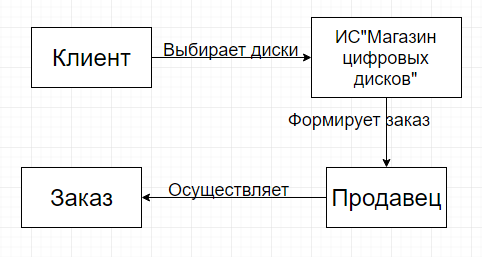 Клиент
Выбирает диски
ИС"Магазин
цифровых
дисков"
Формирует заказ
Заказ
Осуществляет
Продавец